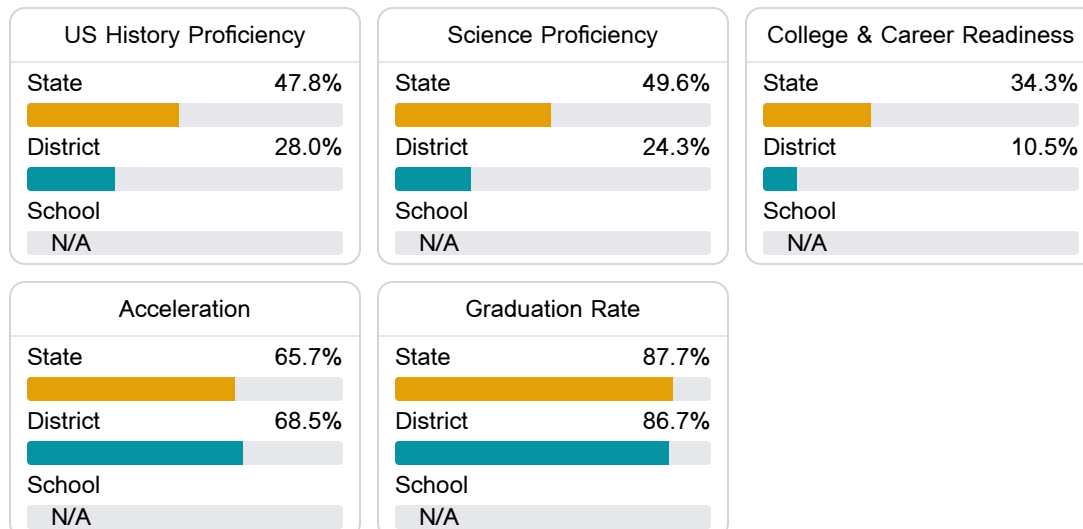 US History Proficiency
State 47.8%
District 28.0%
School
N/A
Science Proficiency
State 49.6%
District 24.3%
School
N/A
College & Career Readiness
State 34.3%
District 10.5%
School
N/A
Acceleration
State 65.7%
District 68.5%
School
N/A
Graduation Rate
State 87.7%
District 86.7%
School
N/A